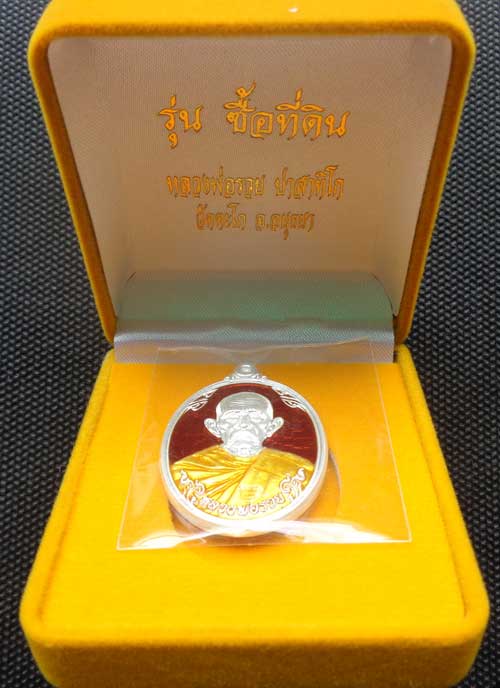 รุ่น ซื้อที่ดิน
หลวงพ่อรวย ปาสาทิโก
วัดตะโก จ.อยุธยา
หลวงพ่อรวย